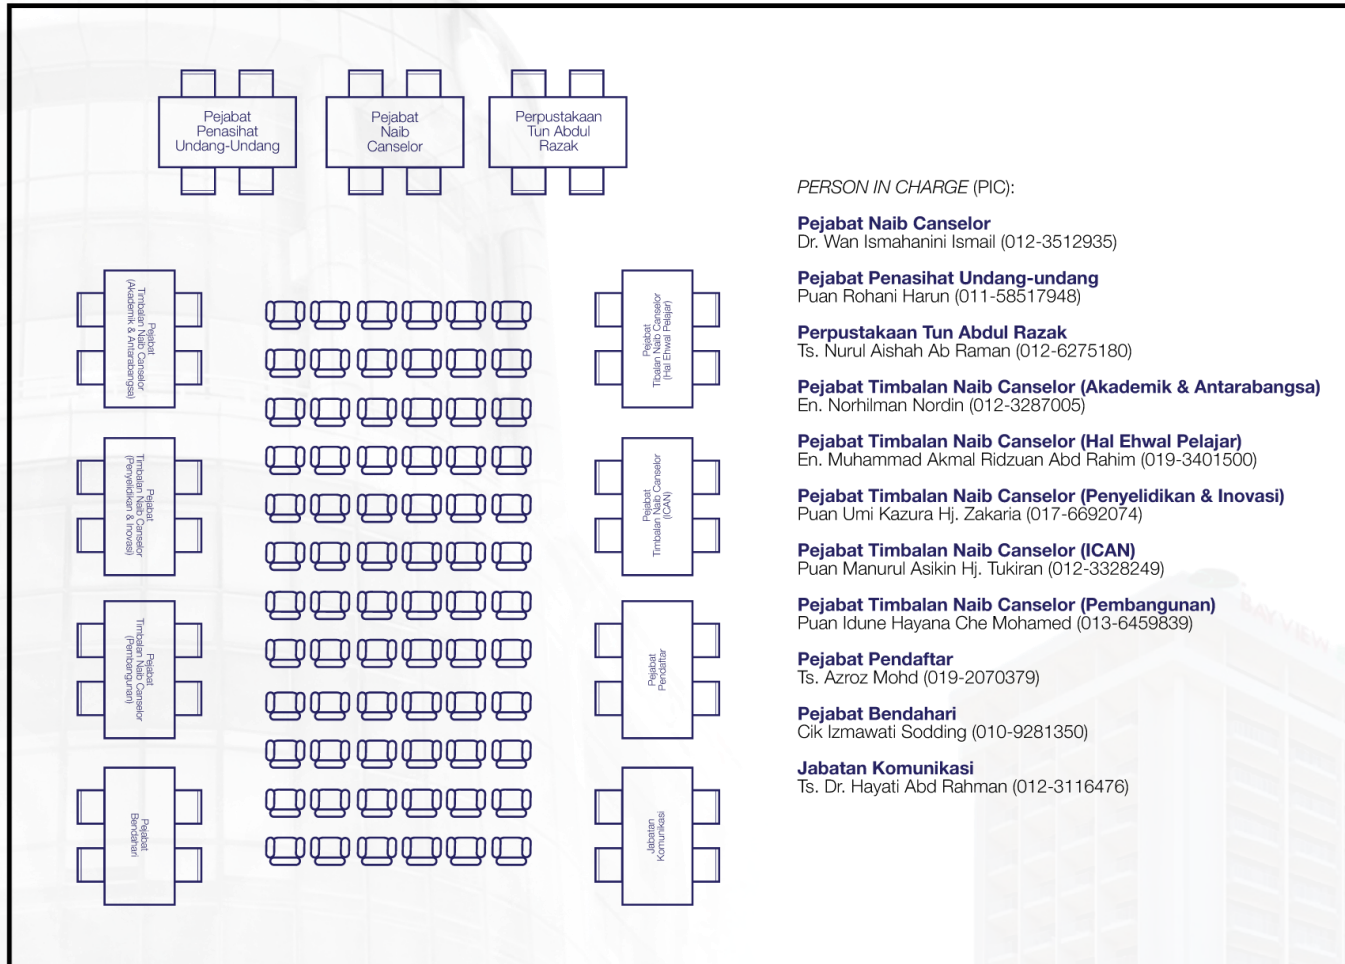 Pejabat
Penasihat
Undang-Undang
Pejabat
Naib
Canselor
Perpustakaan
Tun Abdul
Razak
Pejabat
Timbalan Naib Canselor
(Akademik & Antarabangsa)
Pejabat
Timbalan Naib Canselor
(Penyelidikan & Inovasi)
Pejabat
Timbalan Naib Canselor
(Pembangunan)
Pejabat
Bendahari
Pejabat
Tibalan Naib Canselor
(Hal Ehwal Pelajar)
Pejabat
Timbalan Naib Canselor
(ICAN)
Pejabat
Pendaftar
Jabatan
Komunikasi
PERSON IN CHARGE (PIC):
Pejabat Naib Canselor
Dr. Wan Ismahanini Ismail (012-3512935)
Pejabat Penasihat Undang-undang
Puan Rohani Harun (011-58517948)
Perpustakaan Tun Abdul Razak
Ts. Nurul Aishah Ab Raman (012-6275180)
Pejabat Timbalan Naib Canselor (Akademik & Antarabangsa)
En. Norhilman Nordin (012-3287005)
Pejabat Timbalan Naib Canselor (Hal Ehwal Pelajar)
En. Muhammad Akmal Ridzuan Abd Rahim (019-3401500)
Pejabat Timbalan Naib Canselor (Penyelidikan & Inovasi)
Puan Umi Kazura Hj. Zakaria (017-6692074)
Pejabat Timbalan Naib Canselor (ICAN)
Puan Manurul Asikin Hj. Tukiran (012-3328249)
Pejabat Timbalan Naib Canselor (Pembangunan)
Puan Idune Hayana Che Mohamed (013-6459839)
Pejabat Pendaftar
Ts. Azroz Mohd (019-2070379)
Pejabat Bendahari
Cik Izmawati Sodding (010-9281350)
Jabatan Komunikasi
Ts. Dr. Hayati Abd Rahman (012-3116476)